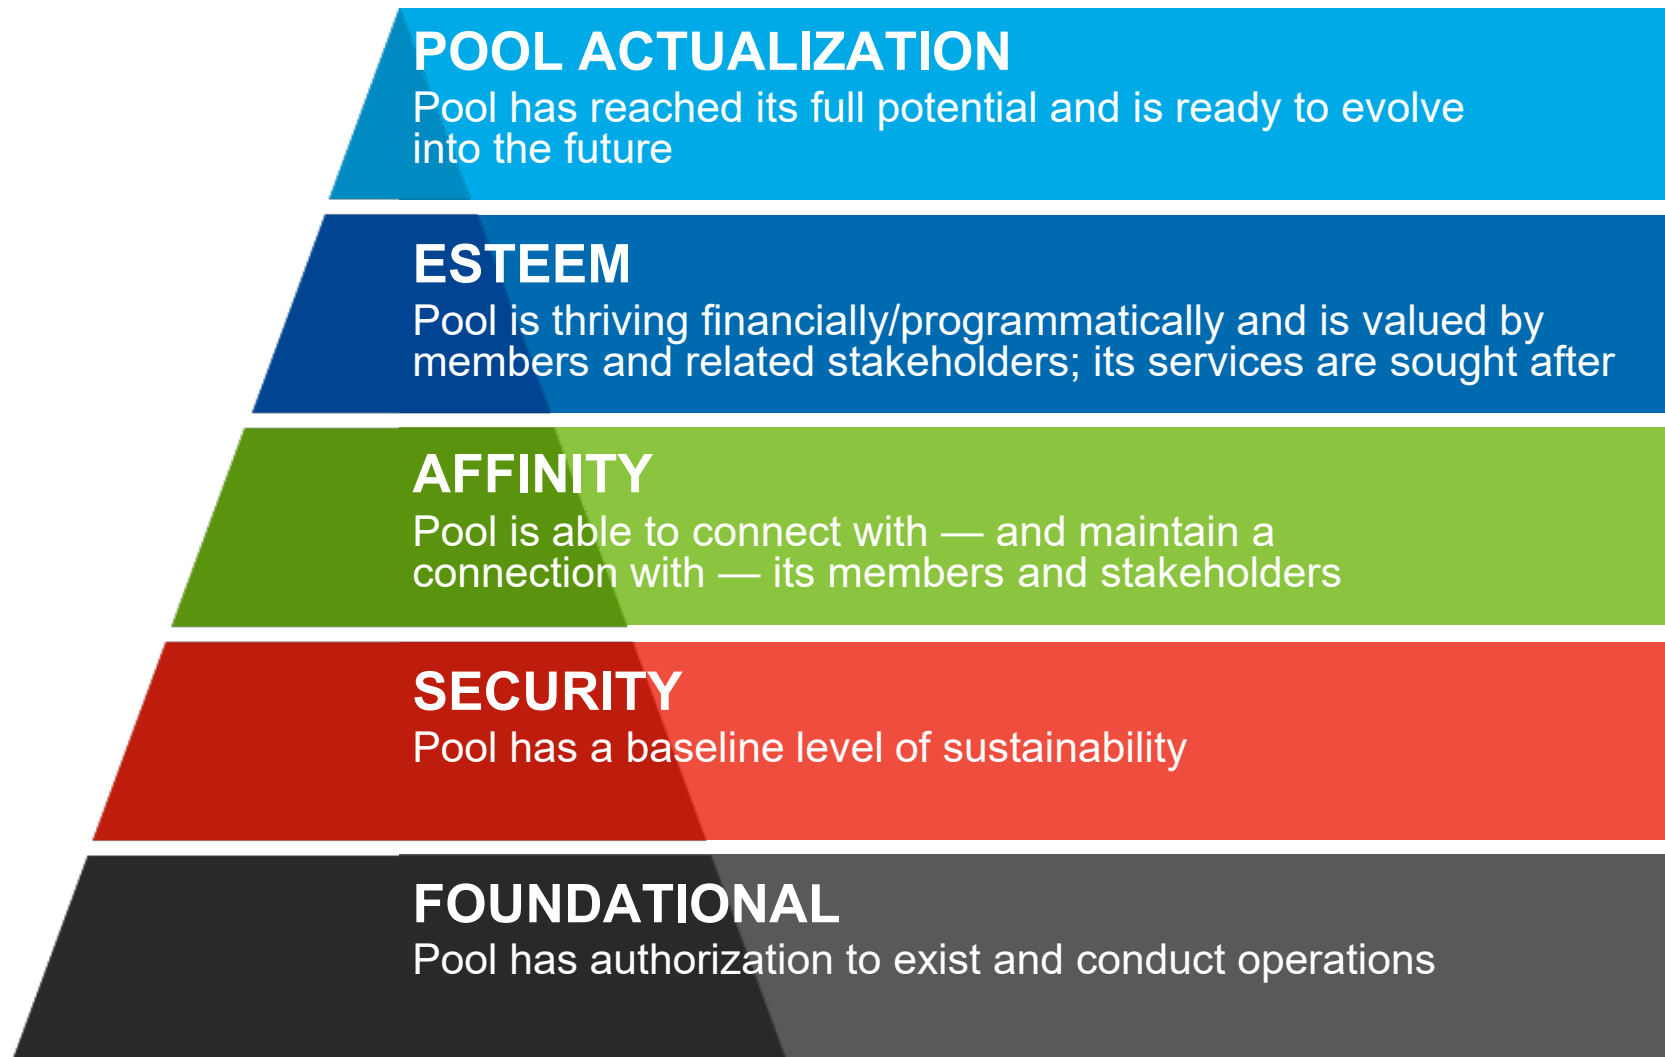 POOL ACTUALIZATION
Pool has reached its full potential and is ready to evolve
into the future
ESTEEM
Pool is thriving financially/programmatically and is valued by
members and related stakeholders; its services are sought after
AFFINITY
Pool is able to connect with — and maintain a
connection with — its members and stakeholders
SECURITY
Pool has a baseline level of sustainability
FOUNDATIONAL
Pool has authorization to exist and conduct operations